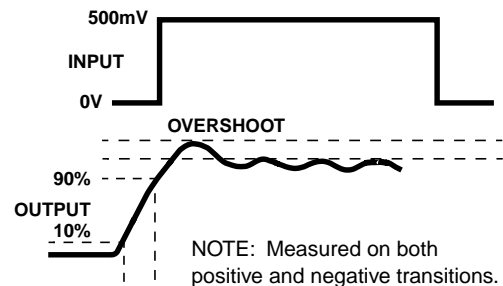 500mV
INPUT
0V
OVERSHOOT
90%
OUTPUT
10%
NOTE: Measured on both
positive and negative transitions.